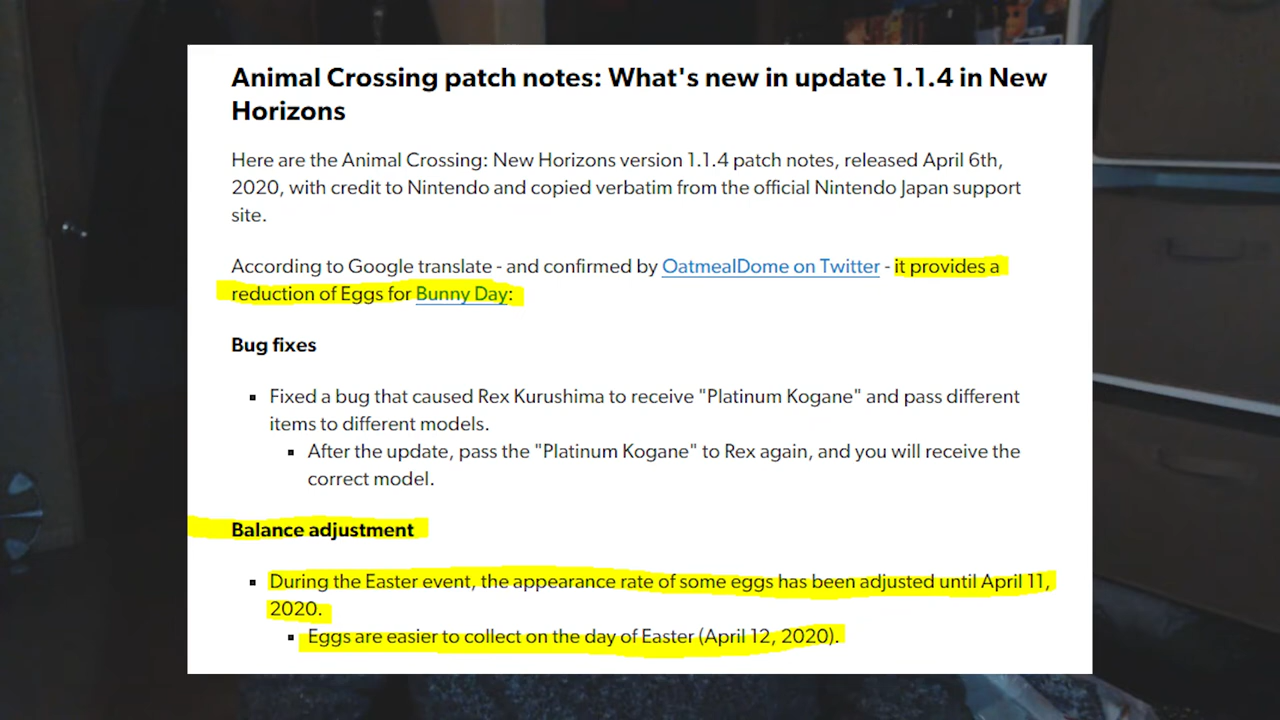 Animal Crossing patch notes: What's new in update 1.1.4 in New
Horizons
Here are the Animal Crossing: New Horizons version 1.1.4 patch notes, released April 6th,
2020, with credit to Nintendo and copied verbatim from the official Nintendo Japan support
site.
According to Google translate - and confirmed by OatmealDome on Twitter - it provides a
reduction of Eggs for Bunny Day:
Bug fixes
Fixed a bug that caused Rex Kurushima to receive "Platinum Kogane" and pass different
items to different models.
After the update, pass the "Platinum Kogane" to Rex again, and you will receive the
correct model.
Balance adjustment
During the Easter event, the appearance rate of some eggs has been adjusted until April 11,
2020.
Eggs are easier to collect on the day of Easter (April 12, 2020).